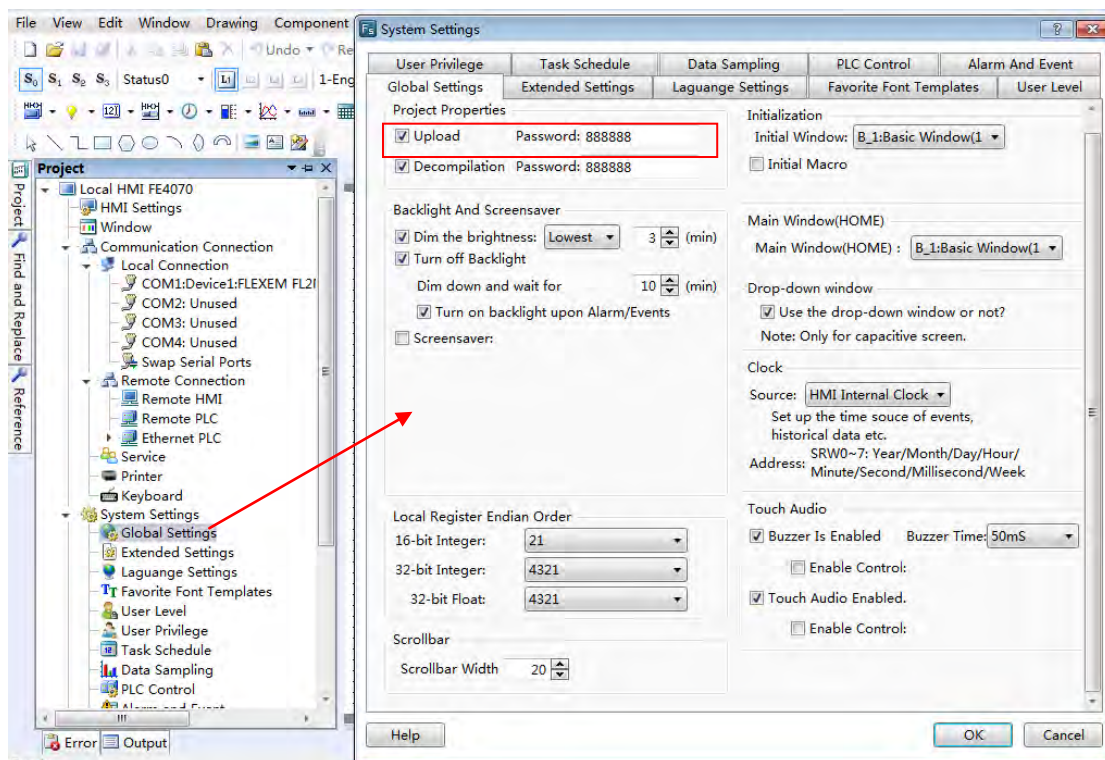 File View Edit Window Drawing Component
Undo Re
S0 S1 S2 S3 Status0 L1 1-Eng
Project
Local HMI FE4070
HMI Settings
Window
Communication Connection
Local Connection
COM1:Device1:FLEXEM FL2
COM2: Unused
COM3: Unused
COM4: Unused
Swap Serial Ports
Remote Connection
Remote HMI
Remote PLC
Ethernet PLC
Service
Printer
Keyboard
System Settings
Global Settings
Extended Settings
Laguange Settings
Favorite Font Templates
User Level
User Privilege
Task Schedule
Data Sampling
PLC Control
Alarm and Event
Error Output
Project
Find and Replace
Reference
Fs System Settings
User Privilege Task Schedule Data Sampling PLC Control Alarm And Event
Global Settings Extended Settings Laguange Settings Favorite Font Templates User Level
Project Properties
Upload Password: 888888
Decompilation Password: 888888
Backlight And Screensaver
Dim the brightness: Lowest 3 (min)
Turn off Backlight
Dim down and wait for 10 (min)
Turn on backlight upon Alarm/Events
Screensaver:
Local Register Endian Order
16-bit Integer: 21
32-bit Integer: 4321
32-bit Float: 4321
Scrollbar
Scrollbar Width 20
Initialization
Initial Window: B_1:Basic Window(1
Initial Macro
Main Window(HOME)
Main Window(HOME) : B_1:Basic Window(1
Drop-down window
Use the drop-down window or not?
Note: Only for capacitive screen.
Clock
Source: HMI Internal Clock
Set up the time souce of events,
historical data etc.
Address: SRW0~7: Year/Month/Day/Hour/
Minute/Second/Millisecond/Week
Touch Audio
Buzzer Is Enabled Buzzer Time: 50mS
Enable Control:
Touch Audio Enabled.
Enable Control:
Help OK Cancel